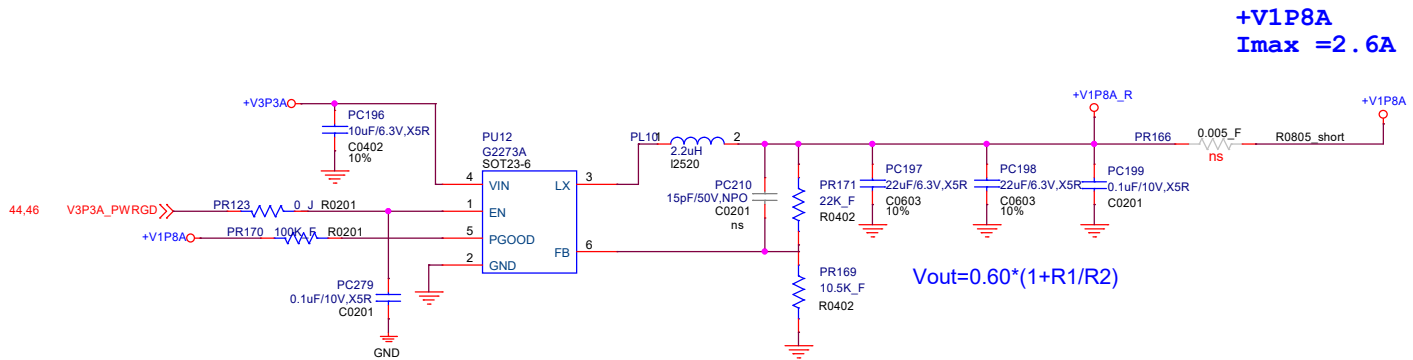 +V1P8A
Imax =2.6A
+V3P3A
PC196
10uF/6.3V,X5R
C0402
10%
PU12
G2273A
SOT23-6
4
VIN
LX
3
1
EN
5
PGOOD
2
GND
FB
6
44,46
V3P3A_PWRGD
PR123
0_J
R0201
+V1P8A
PR170
100K_F
R0201
PC279
0.1uF/10V,X5R
C0201
GND
PL10
1
2
2.2uH
I2520
PC210
15pF/50V,NPO
C0201
ns
PR171
22K_F
R0402
PR169
10.5K_F
R0402
PC197
22uF/6.3V,X5R
C0603
10%
PC198
22uF/6.3V,X5R
C0603
10%
+V1P8A_R
PC199
0.1uF/10V,X5R
C0201
PR166
0.005_F
ns
R0805_short
+V1P8A
Vout=0.60*(1+R1/R2)